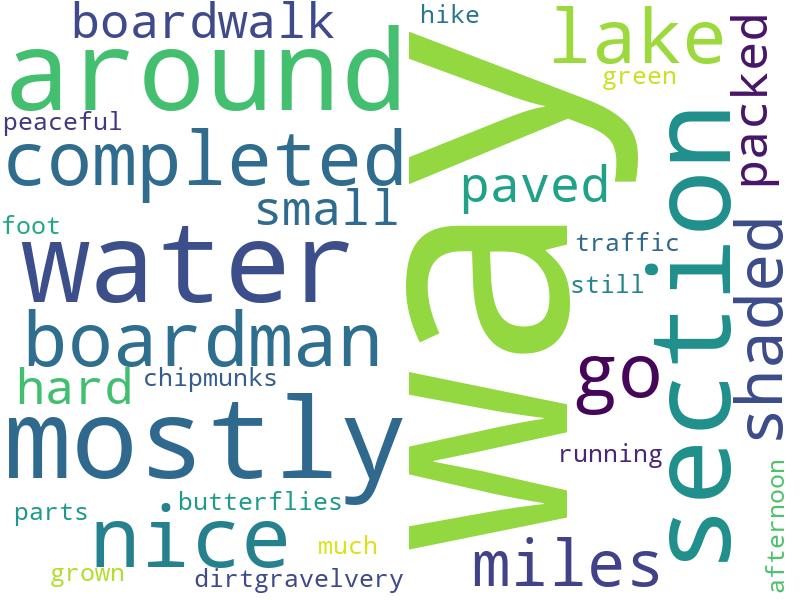 boardwalk
hike
lake
around
green
packed
peaceful
completed
way
section
paved
small
foot
water
traffic
still
shaded
boardman
go
hard
chipmunks
mostly
running
butterflies
parts
nice
much
miles
afternoon
grown
dirtgravelvery